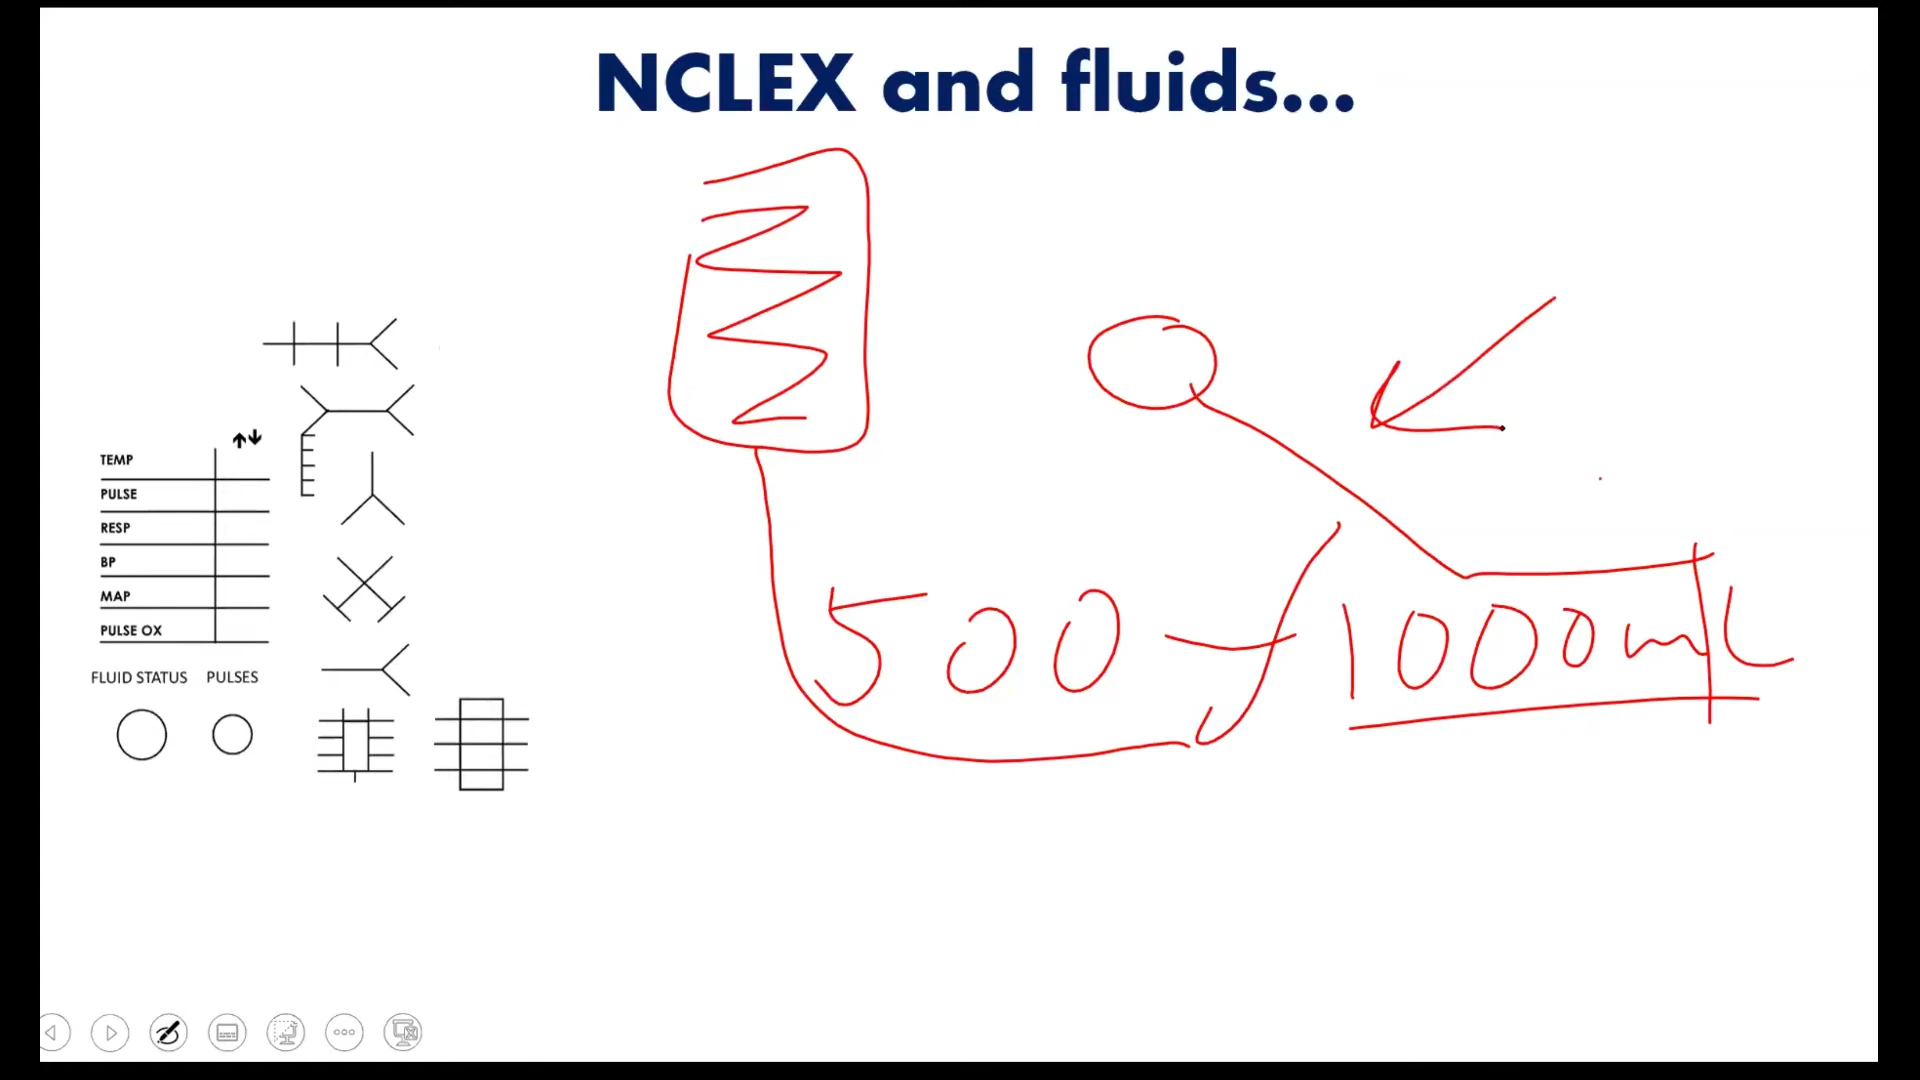 NCLEX and fluids...
TEMP
PULSE
RESP
BP
MAP
PULSE OX
FLUID STATUS PULSES
500 - 1000mL